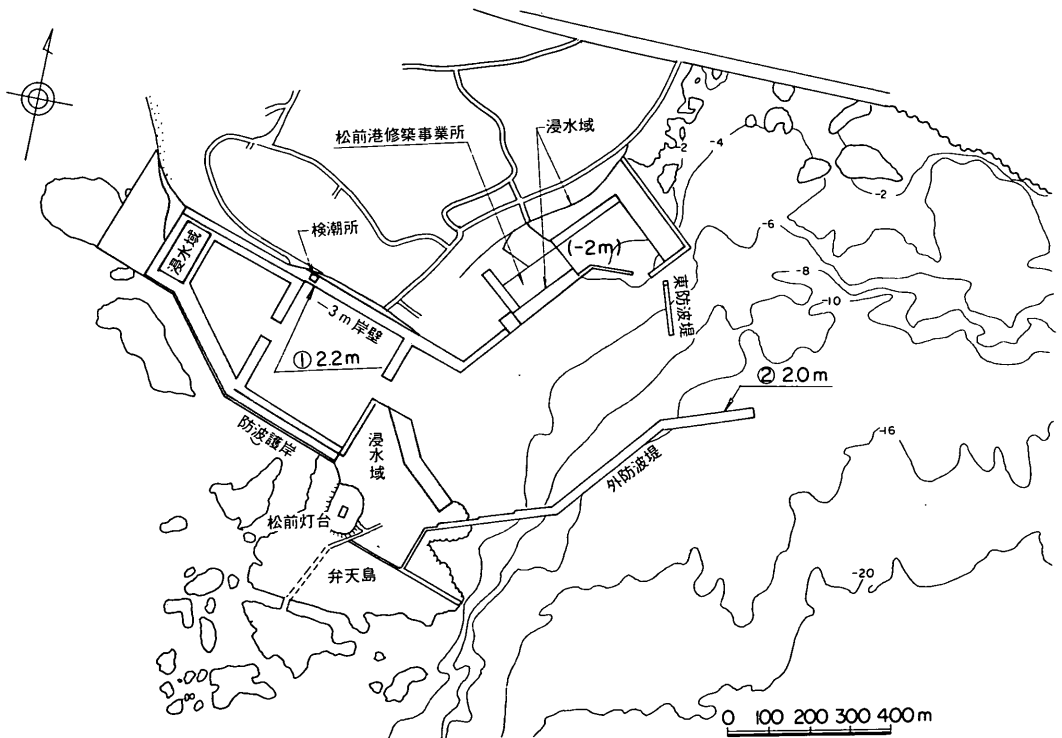 松前港修築事業所
浸水域
-2
-4
-2
検潮所
(-2m)
-6
浸水域
-8
-3m岸壁
東防波堤
-10
① 2.2m
② 2.0m
防波護岸
浸水域
-16
外防波堤
松前灯台
弁天島
-20
0 100 200 300 400m